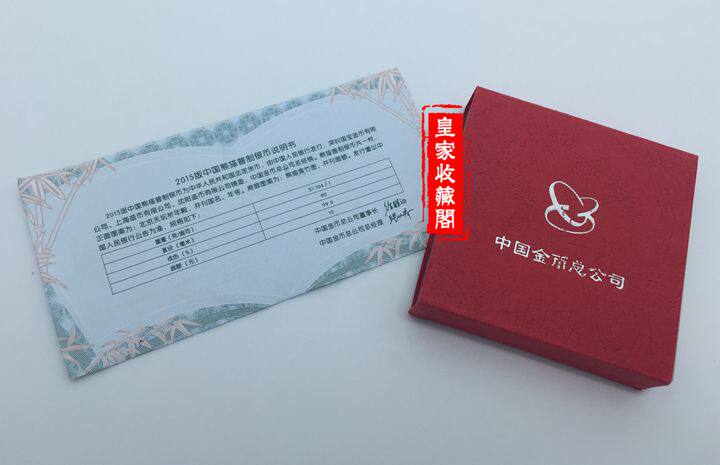 2015版中国熊猫普制银币说明书
2015版中国熊猫普制银币为中华人民共和国法定货币，由中国人民银行发行，深圳国宝造币有限
公司、上海造币有限公司、沈阳造币有限公司铸造，中国金币总公司总经销。熊猫银币共一枚，
正面图案为：北京天坛祈年殿，并刊国名、年号。背面图案为：熊猫食竹图，并刊面额。发行量以中
国人民银行公告为准，规格如下：
重量（克/盎司） 31.104/1
直径（毫米） 40
成色（％） 99.9
面额（元） 10
中国金币总公司董事长
中国金币总公司总经理
皇家收藏閣
中国金币总公司